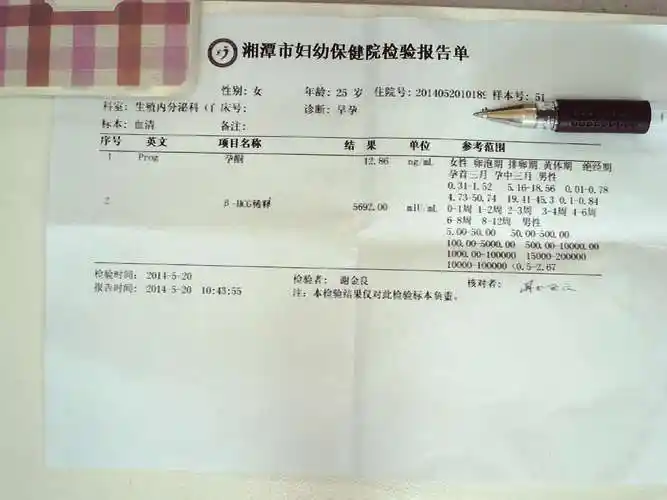 湘潭市妇幼保健院检验报告单
性别：女 年龄：25 岁 住院号：2014052010189 样本号：51
科室：生殖内分泌科 床号： 诊断：早孕
标本：血清 备注：
序号 英文 项目名称 结 果 单位 参考范围
1 Prog 孕酮 12.86 ng/mL 女性 卵泡期 排卵期 黄体期 绝经期
孕首三月 孕中三月 男性
0.31-1.52 5.16-18.56 0.01-0.78
4.73-50.74 19.41-45.3 0.1-0.84
2 β-HCG稀释 5692.00 mIU/mL 0-1周 1-2周 2-3周 3-4周 4-6周
6-8周 8-12周 男性
5.00-50.00 50.00-500.00
100.00-5000.00 500.00-10000.00
1000.00-100000 15000-200000
10000-100000 <0.5-2.67
检验时间：2014-5-20 检验者：谢金良 核对者：
报告时间：2014-5-20 10:43:55 注：本检验结果仅对此检验标本负责。